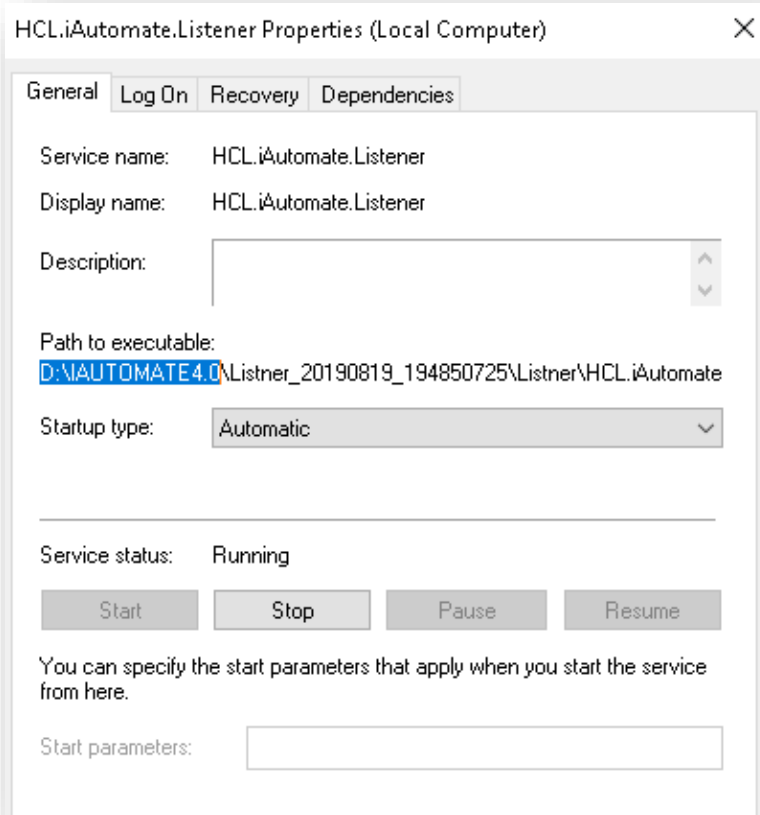 HCL.iAutomate.Listener Properties (Local Computer)
General Log On Recovery Dependencies
Service name: HCL.iAutomate.Listener
Display name: HCL.iAutomate.Listener
Description:
Path to executable:
D:\IAUTOMATE4.0\Listner_20190819_194850725\Listner\HCL.iAutomate
Startup type: Automatic
Service status: Running
Start Stop Pause Resume
You can specify the start parameters that apply when you start the service
from here.
Start parameters: